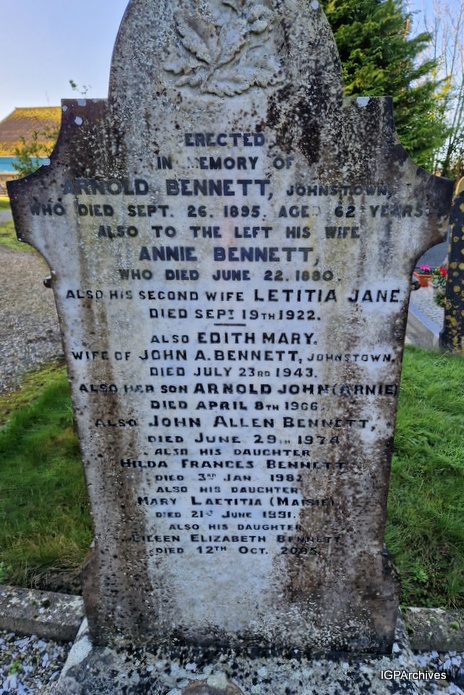 ERECTED
IN MEMORY OF
ARNOLD BENNETT, JOHNSTOWN,
WHO DIED SEPT. 26. 1895. AGED 62 YEARS.
ALSO TO THE LEFT HIS WIFE
ANNIE BENNETT,
WHO DIED JUNE 22. 1880.
ALSO HIS SECOND WIFE LETITIA JANE.
DIED SEPT 19TH 1922.
ALSO EDITH MARY.
WIFE OF JOHN A. BENNETT, JOHNSTOWN,
DIED JULY 23RD 1943.
ALSO HER SON ARNOLD JOHN (ARNIE)
DIED APRIL 8TH 1966.
ALSO JOHN ALLEN BENNETT,
DIED JUNE 29TH 1974
ALSO HIS DAUGHTER
HILDA FRANCES BENNETT
DIED 3RD JAN. 1982
ALSO HIS DAUGHTER
MARY LAETITIA (MAISIE)
DIED 21ST JUNE 1991.
ALSO HIS DAUGHTER
EILEEN ELIZABETH BENNETT
DIED 12TH OCT. 2005.
IGPArchives